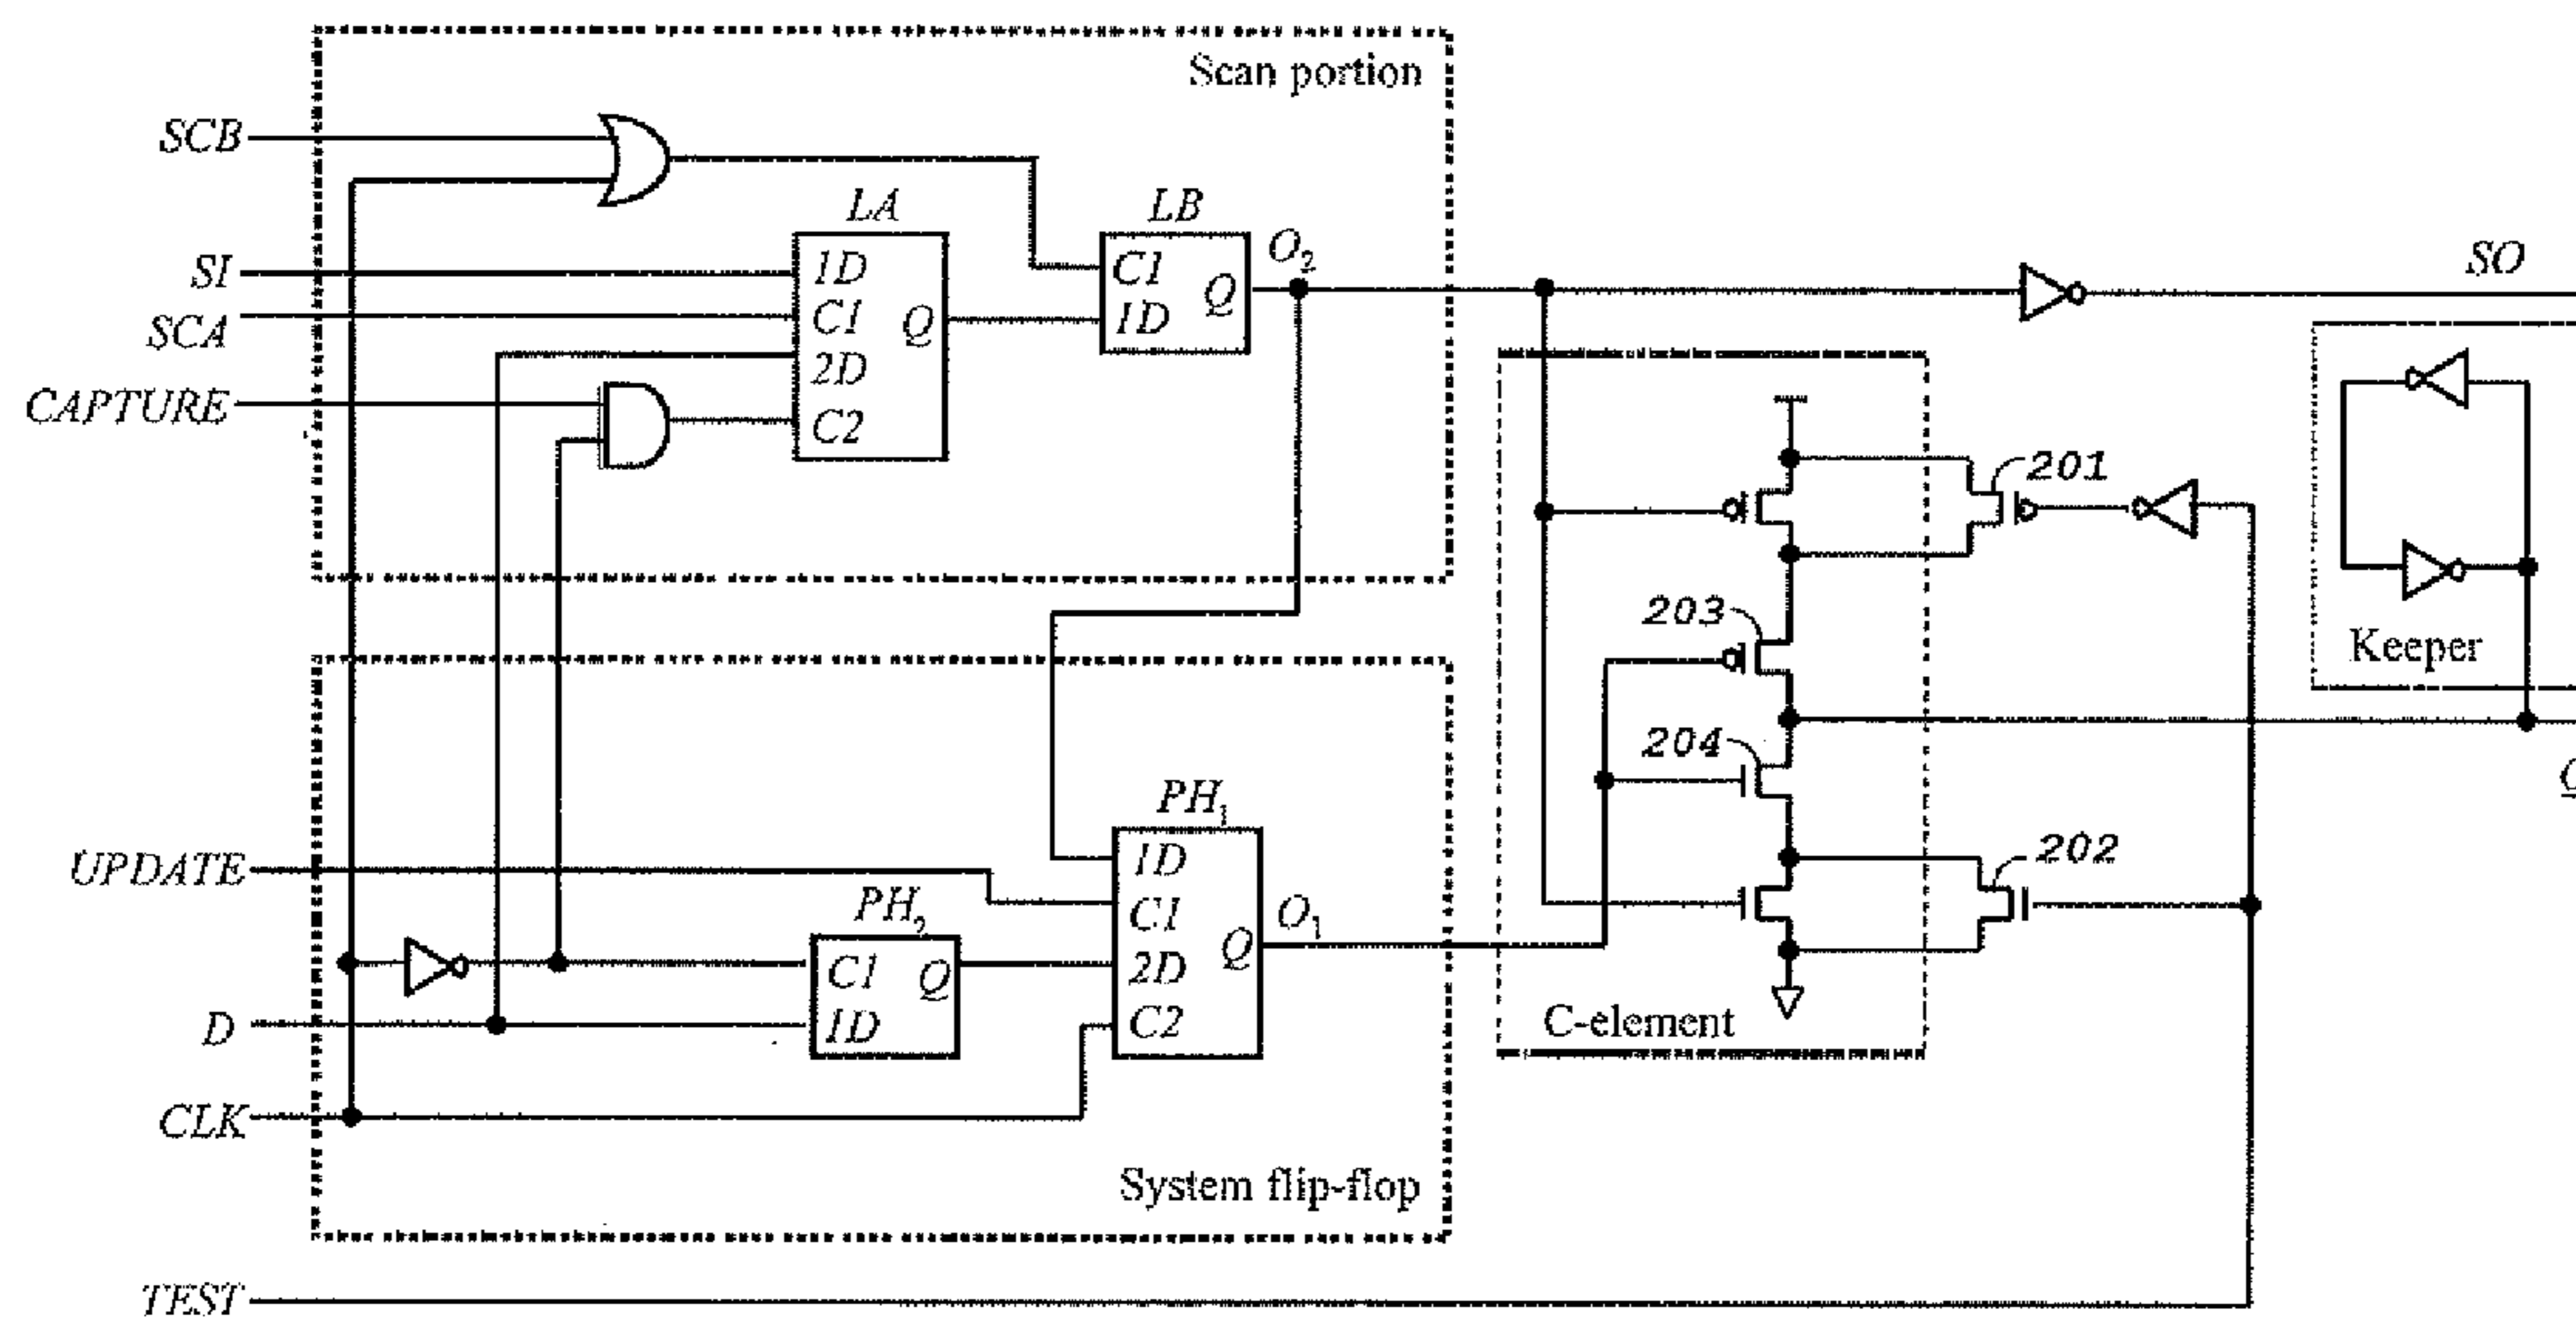 Scan portion
SCB
LA
LB
O2
SI
1D
C1
Q
SO
SCA
C1
Q
1D
2D
CAPTURE
C2
201
203
Keeper
204
PH1
202
UPDATE
1D
PH2
C1
O1
C1
Q
2D
Q
D
1D
C2
C-element
CLK
System flip-flop
TEST